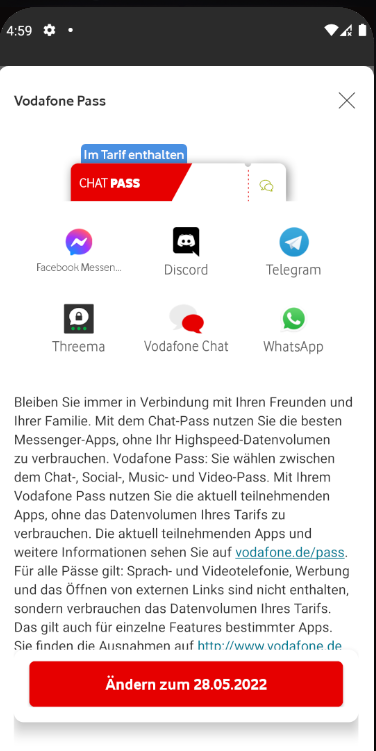 4:59
Vodafone Pass
Im Tarif enthalten
CHAT PASS
Facebook Messen...
Discord
Telegram
Threema
Vodafone Chat
WhatsApp
Bleiben Sie immer in Verbindung mit Ihren Freunden und
Ihrer Familie. Mit dem Chat-Pass nutzen Sie die besten
Messenger-Apps, ohne Ihr Highspeed-Datenvolumen
zu verbrauchen. Vodafone Pass: Sie wählen zwischen
dem Chat-, Social-, Music- und Video-Pass. Mit Ihrem
Vodafone Pass nutzen Sie die aktuell teilnehmenden
Apps, ohne das Datenvolumen Ihres Tarifs zu
verbrauchen. Die aktuell teilnehmenden Apps und
weitere Informationen sehen Sie auf vodafone.de/pass.
Für alle Pässe gilt: Sprach- und Videotelefonie, Werbung
und das Öffnen von externen Links sind nicht enthalten,
sondern verbrauchen das Datenvolumen Ihres Tarifs.
Das gilt auch für einzelne Features bestimmter Apps.
Sie finden die Ausnahmen auf http://www.vodafone.de
Ändern zum 28.05.2022